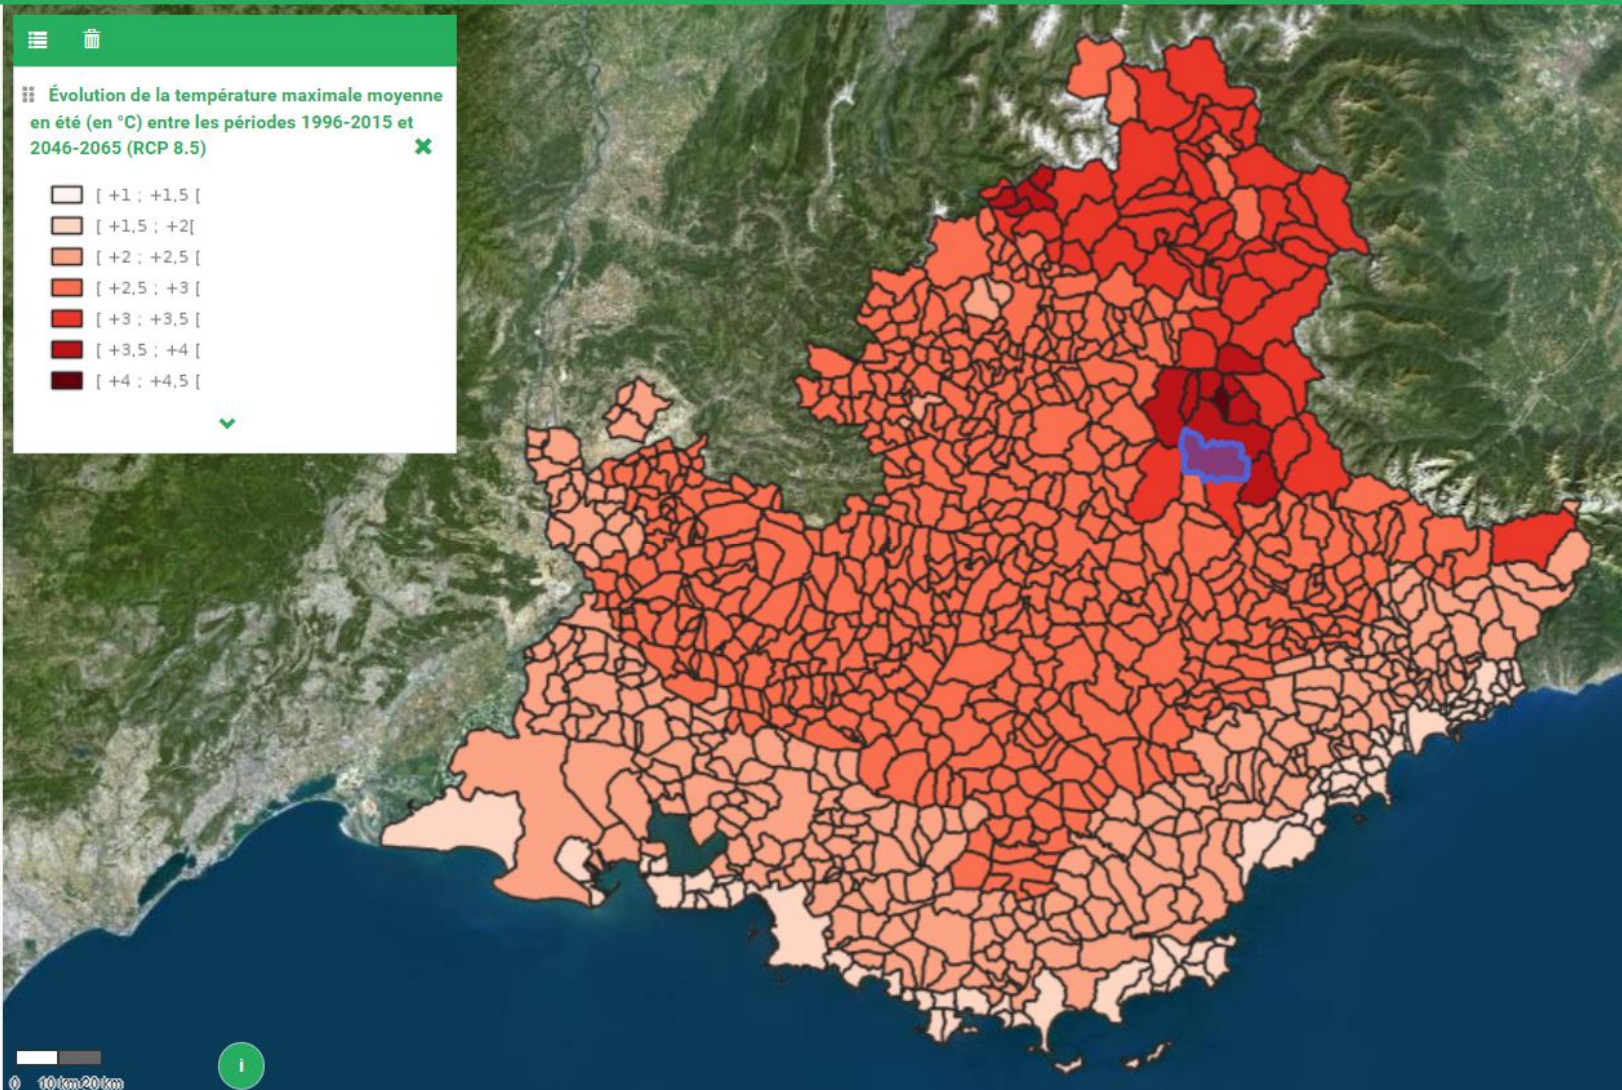 Évolution de la température maximale moyenne
en été (en °C) entre les périodes 1996-2015 et
2046-2065 (RCP 8.5)
[ +1 ; +1,5 [
[ +1,5 ; +2[
[ +2 ; +2,5 [
[ +2,5 ; +3 [
[ +3 ; +3,5 [
[ +3,5 ; +4 [
[ +4 ; +4,5 [
i
0 10 km 20 km